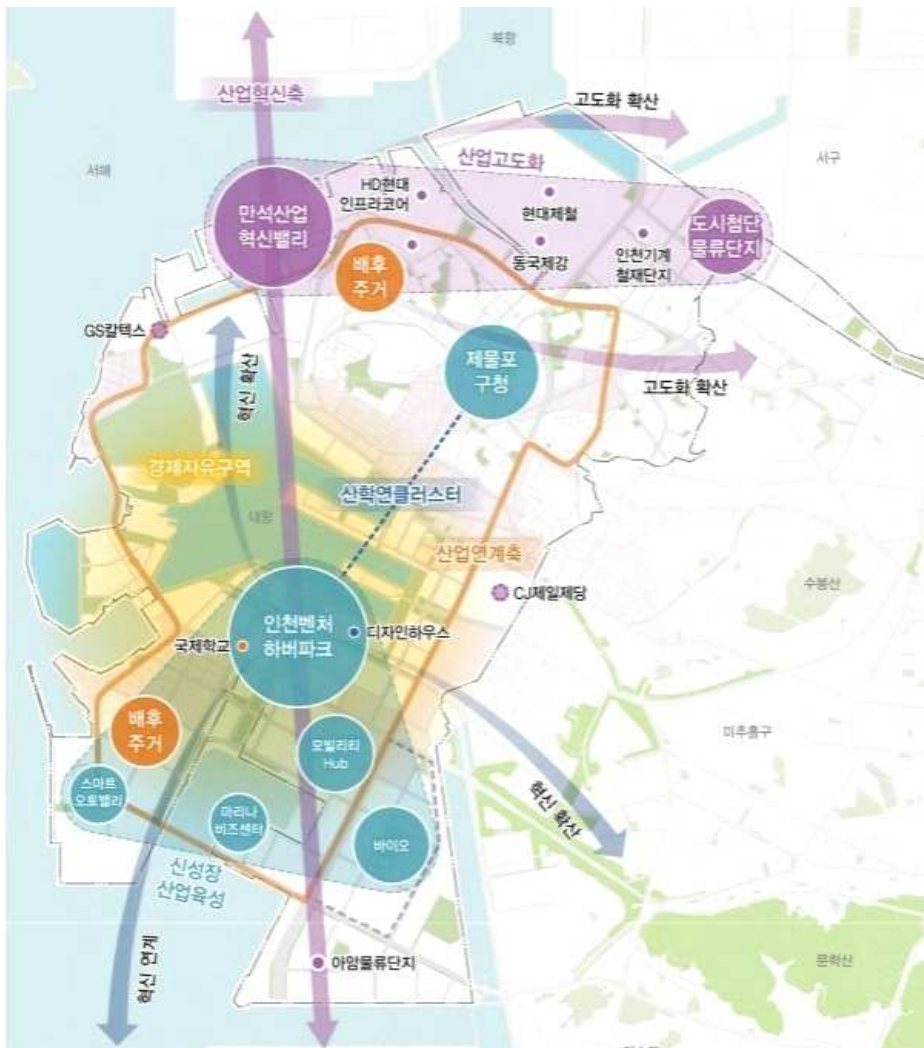 북항
산업혁신축
고도화 확산
서해
산업고도화
서구
HD현대
인프라코어
현대제철
만석산업
혁신밸리
도시첨단
물류단지
동국제강
인천기계
철재단지
배후
주거
GS칼텍스
제물포
구청
혁신 확산
고도화 확산
경제자유구역
산학연클러스터
내항
산업연계축
수봉산
CJ제일제당
인천벤처
하버파크
국제학교
디자인하우스
배후
주거
미추홀구
모빌리티
Hub
스마트
오토밸리
마리나
비즈센터
혁신 확산
바이오
신성장
산업육성
혁신 연계
아암물류단지
문학산